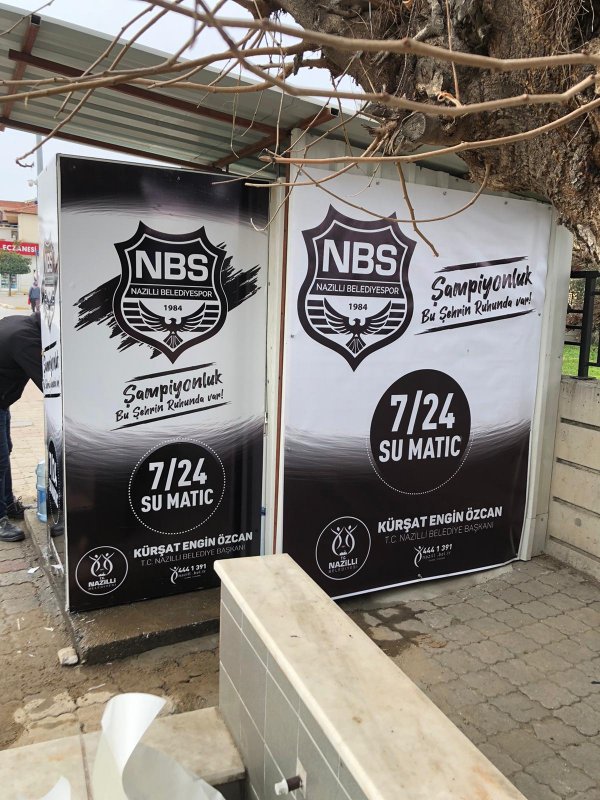 ECZANESİ
NBS
NAZİLLİ BELEDİYESPOR
1984
Şampiyonluk
Bu Şehrin Ruhunda var!
7/24
SU MATIC
KÜRŞAT ENGİN ÖZCAN
T.C. NAZİLLİ BELEDİYE BAŞKANI
NAZİLLİ
444 1 391
NBS
NAZİLLİ BELEDİYESPOR
1984
Şampiyonluk
Bu Şehrin Ruhunda var!
7/24
SU MATIC
KÜRŞAT ENGİN ÖZCAN
T.C. NAZİLLİ BELEDİYE BAŞKANI
NAZİLLİ
444 1 391